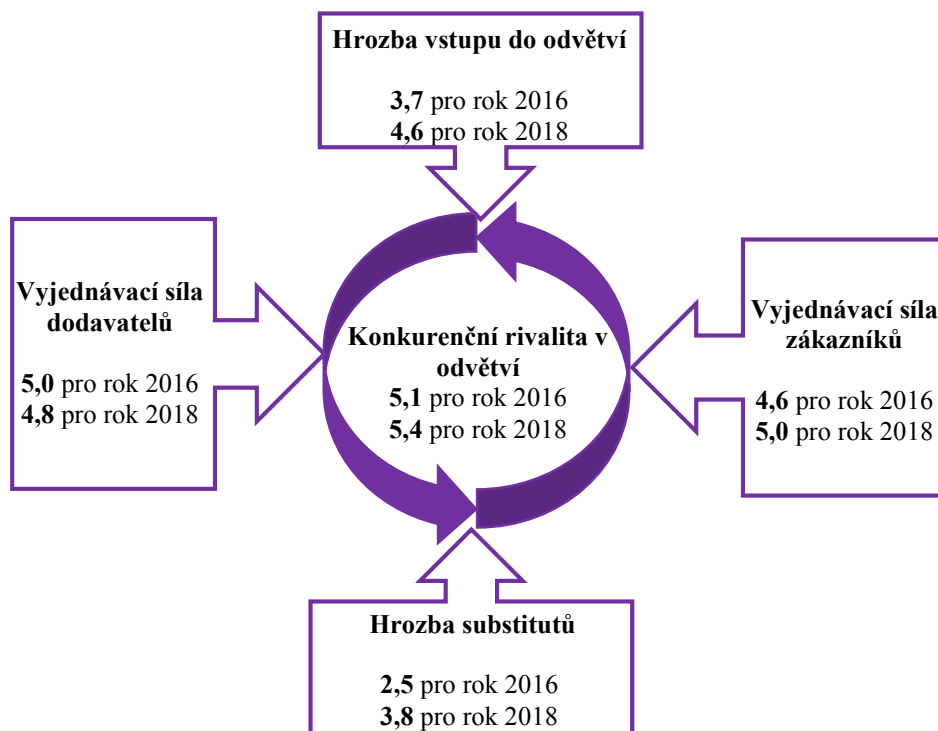 Hrozba vstupu do odvětví
3,7 pro rok 2016
4,6 pro rok 2018
Vyjednávací síla
dodavatelů
5,0 pro rok 2016
4,8 pro rok 2018
Konkurenční rivalita v
odvětví
5,1 pro rok 2016
5,4 pro rok 2018
Vyjednávací síla
zákazníků
4,6 pro rok 2016
5,0 pro rok 2018
Hrozba substitutů
2,5 pro rok 2016
3,8 pro rok 2018